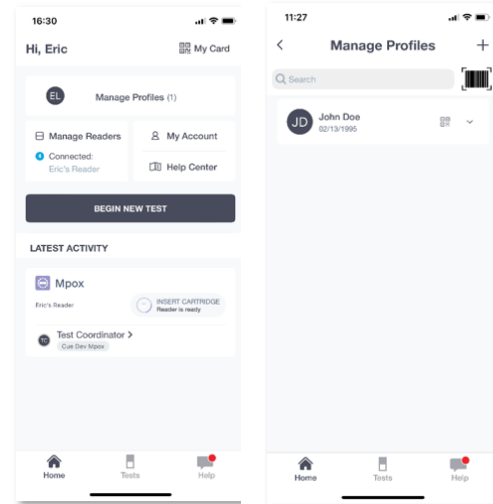 16:30
Hi, Eric
My Card
EL
Manage Profiles (1)
Manage Readers
My Account
Connected:
Eric's Reader
Help Center
BEGIN NEW TEST
LATEST ACTIVITY
Mpox
Eric's Reader
INSERT CARTRIDGE
Reader is ready
TC
Test Coordinator
Cue Dev Mpox
Home
Tests
Help
11:27
Manage Profiles
Search
JD
John Doe
02/13/1995
Home
Tests
Help